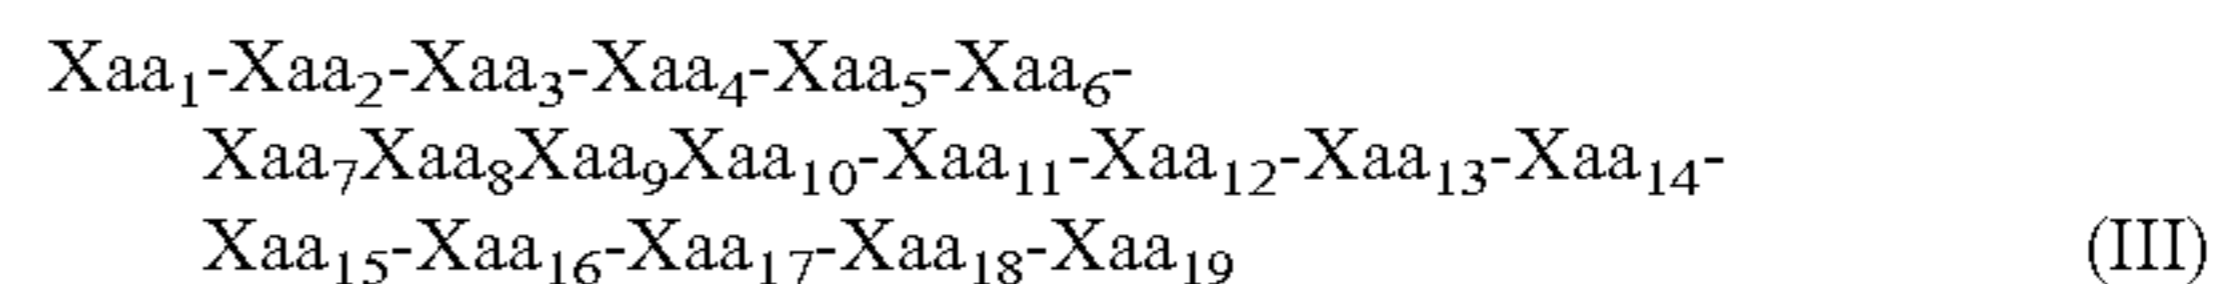 Xaa₁-Xaa₂-Xaa₃-Xaa₄-Xaa₅-Xaa₆-
Xaa₇Xaa₈Xaa₉Xaa₁₀-Xaa₁₁-Xaa₁₂-Xaa₁₃-Xaa₁₄-
Xaa₁₅-Xaa₁₆-Xaa₁₇-Xaa₁₈-Xaa₁₉ (III)